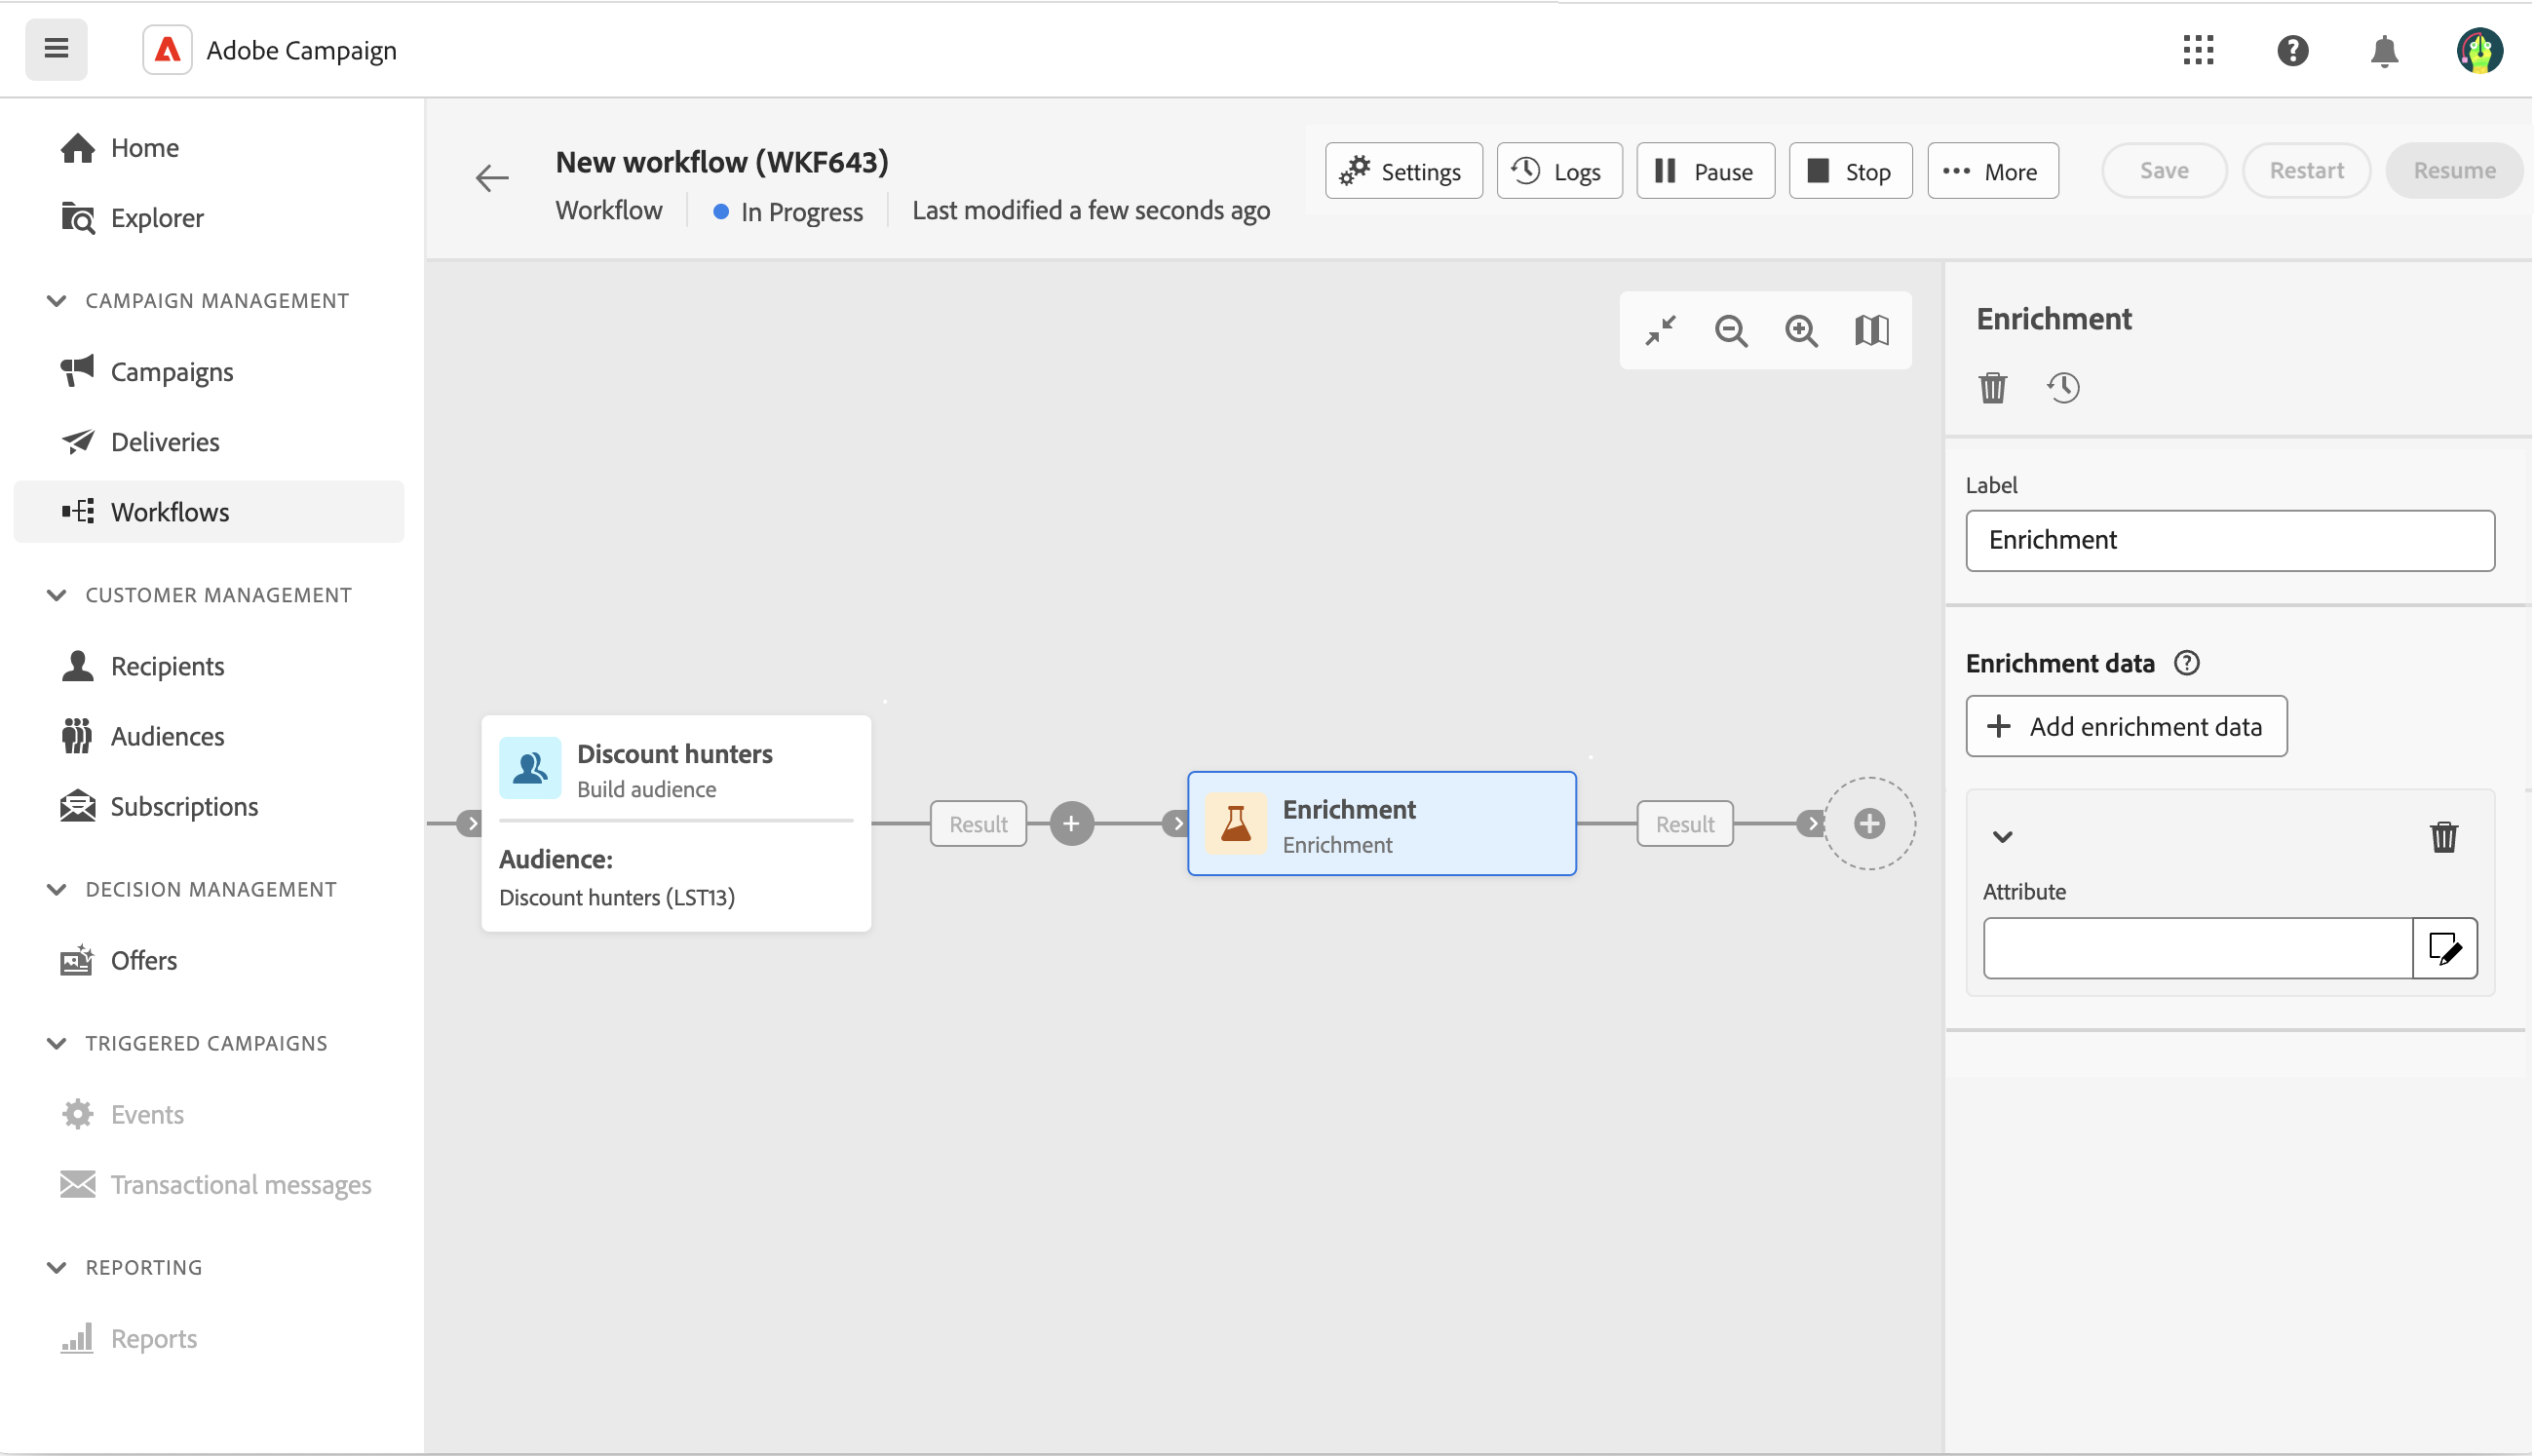 Adobe Campaign
Home
Explorer
CAMPAIGN MANAGEMENT
Campaigns
Deliveries
Workflows
CUSTOMER MANAGEMENT
Recipients
Audiences
Subscriptions
DECISION MANAGEMENT
Offers
TRIGGERED CAMPAIGNS
Events
Transactional messages
REPORTING
Reports
New workflow (WKF643)
Workflow In Progress Last modified a few seconds ago
Settings Logs Pause Stop More Save Restart Resume
Discount hunters
Build audience
Audience:
Discount hunters (LST13)
Result
Enrichment
Enrichment
Result
Enrichment
Label
Enrichment
Enrichment data
Add enrichment data
Attribute